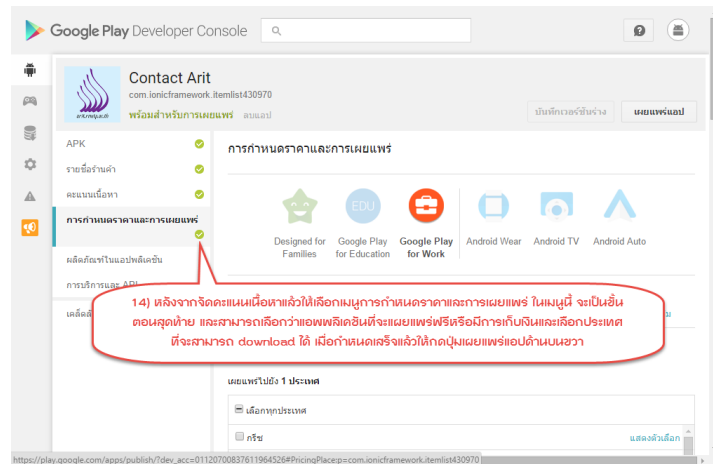 Google Play Developer Console
Contact Arit
com.ionicframework.itemlist430970
พร้อมสำหรับการเผยแพร่ ลบแอป
บันทึกเวอร์ชันร่าง
เผยแพร่แอป
APK
รายชื่อร้านค้า
คะแนนเนื้อหา
การกำหนดราคาและการเผยแพร่
ผลิตภัณฑ์ในแอปพลิเคชัน
การบริการและ API
การกำหนดราคาและการเผยแพร่
EDU
Designed for
Families
Google Play
for Education
Google Play
for Work
Android Wear
Android TV
Android Auto
14) หลังจากจัดคะแนนเนื้อหาแล้วให้เลือกเมนูการกำหนดราคาและการเผยแพร่ ในเมนูนี้ จะเป็นขั้น
ตอนสุดท้าย และสามารถเลือกว่าแอพพลิเดชันที่จะแผยแพร่ฟรีหรือมีการเก็บเงินและเลือกประเทศ
ที่จะสามารถ download ได้ เมื่อกำหนดเสร็จแล้วให้กดปุ่มเผยแพร่แอปด้านบนขวา
เผยแพร่ไปยัง 1 ประเทศ
เลือกทุกประเทศ
กรีซ
แสดงตัวเลือก
https://play.google.com/apps/publish/?dev_acc=01120700837611964526#PricingPlace:p=com.ionicframework.itemlist430970